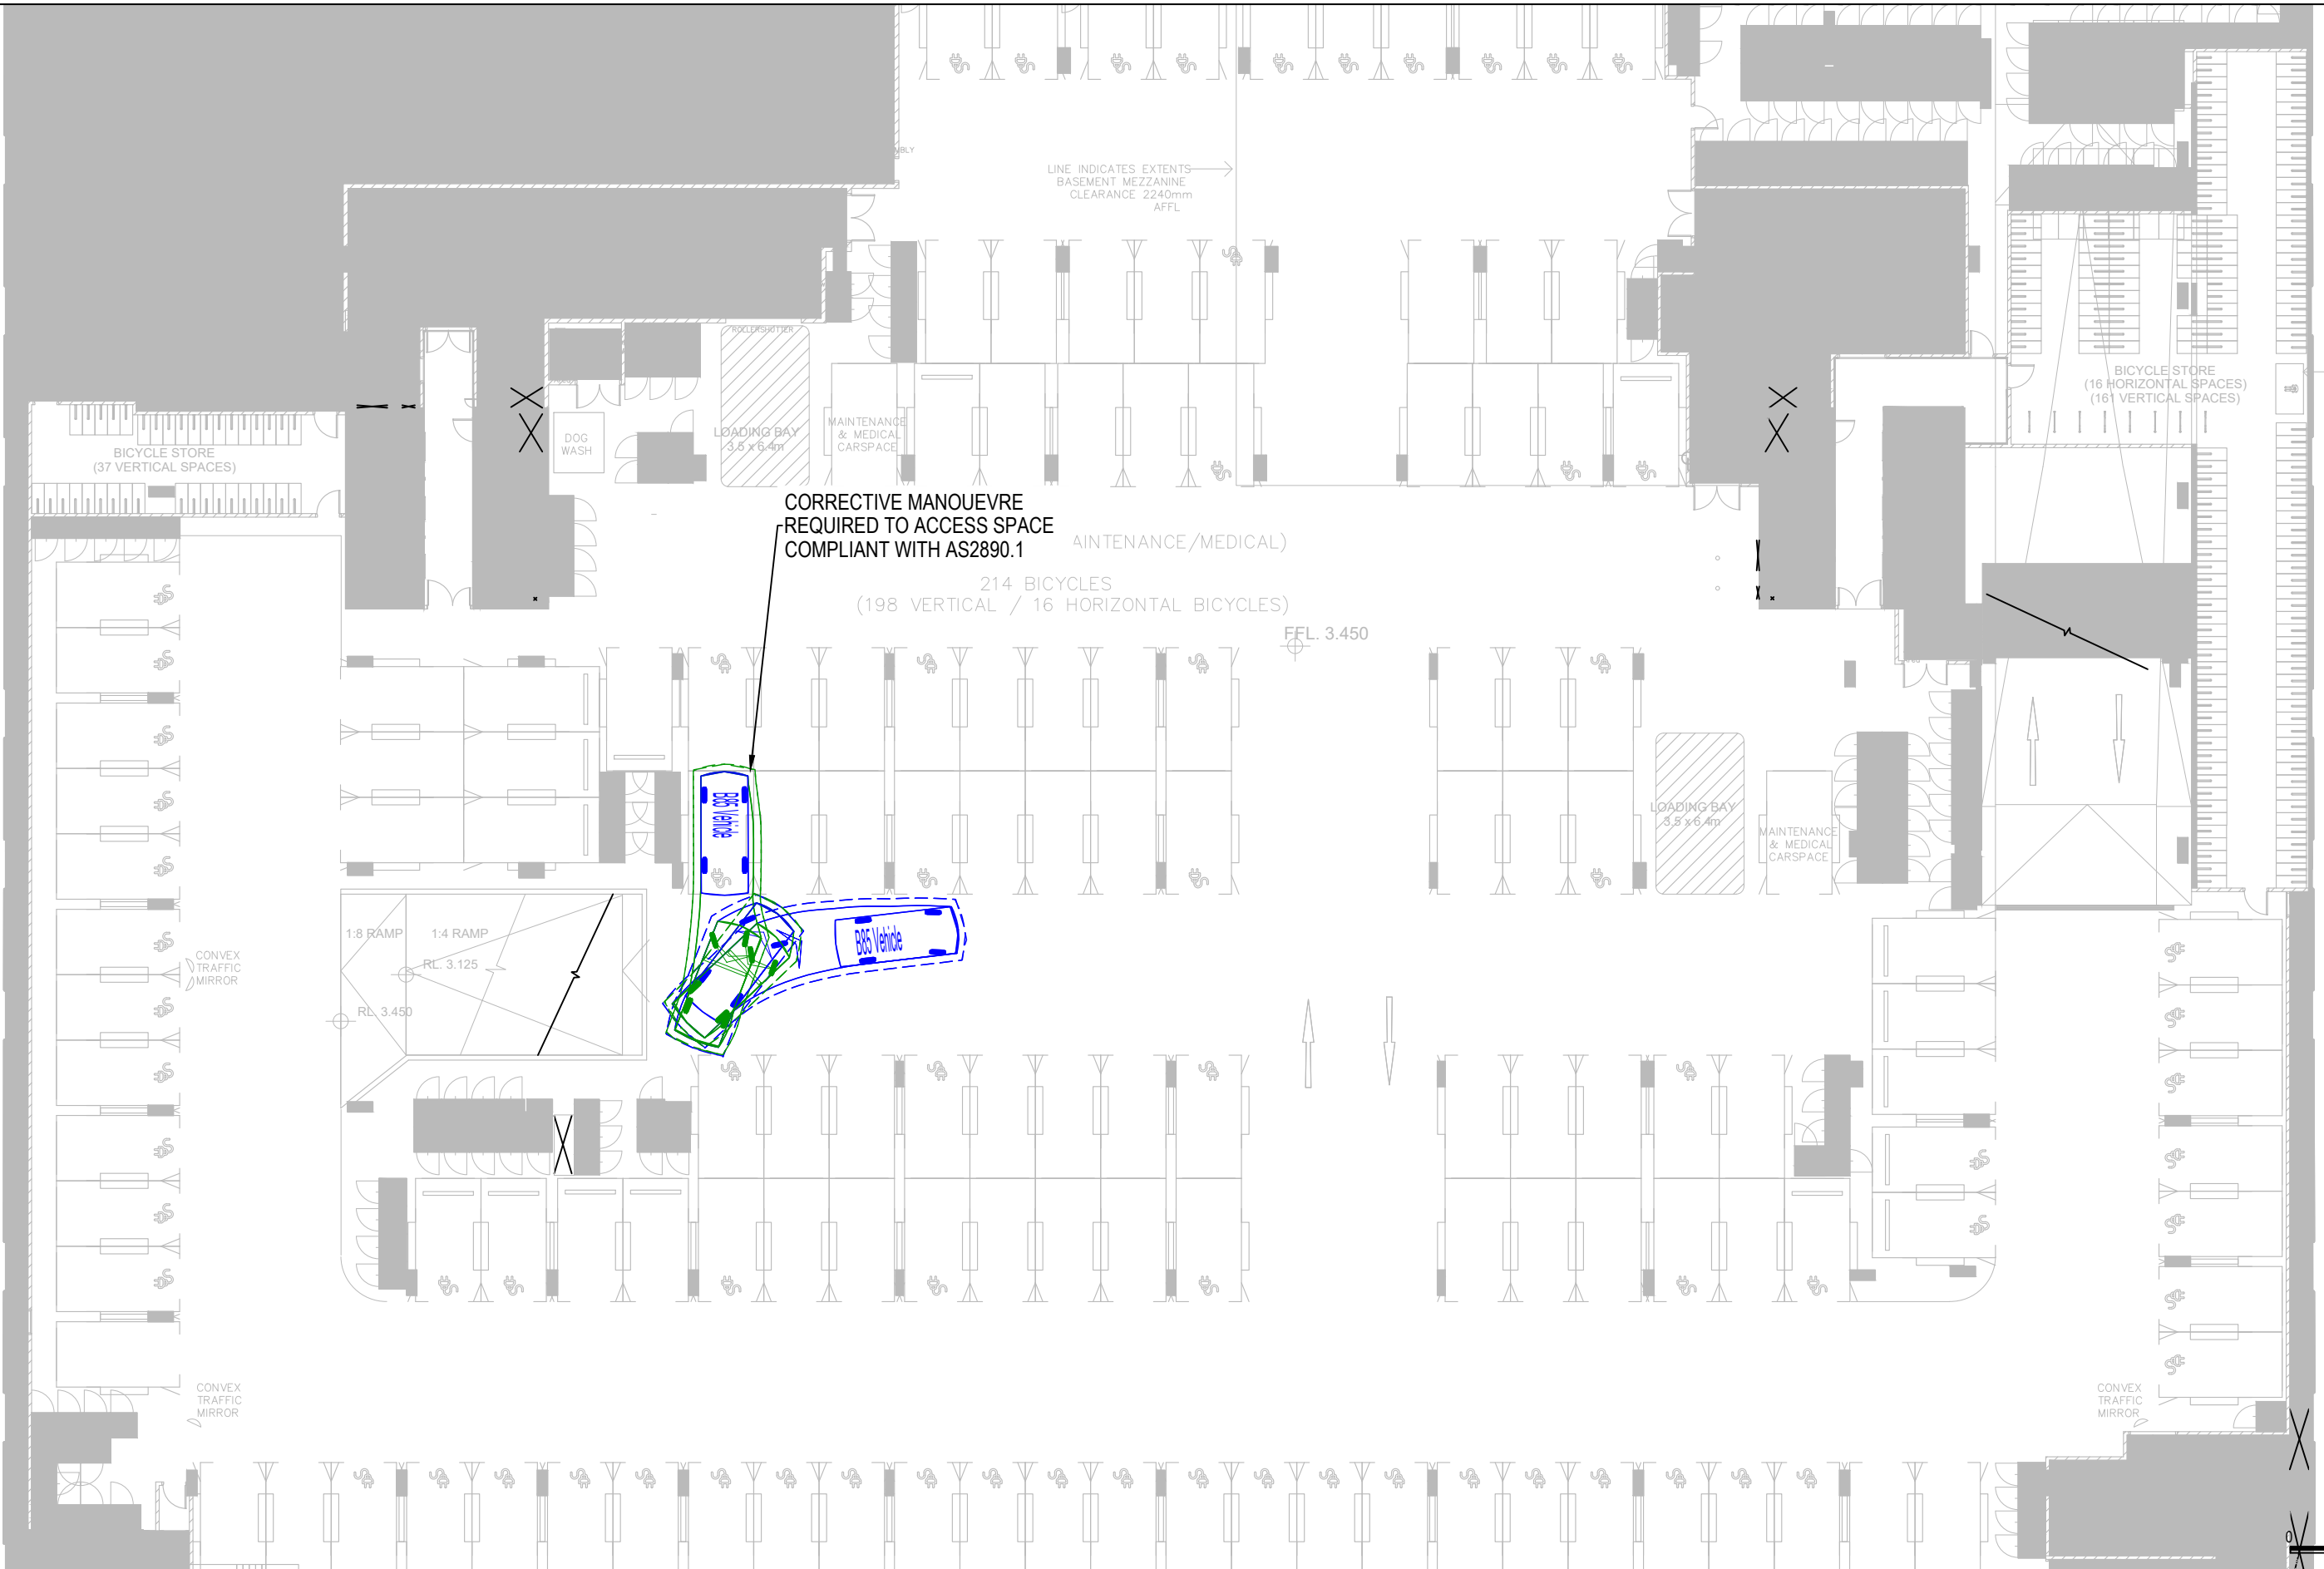 MBLY
LINE INDICATES EXTENTS
BASEMENT MEZZANINE
CLEARANCE 2240mm
AFFL
ROLLERSHUTTER
LOADING BAY
3.5 x 6.4m
MAINTENANCE
& MEDICAL
CARSPACE
DOG
WASH
BICYCLE STORE
(37 VERTICAL SPACES)
BICYCLE STORE
(16 HORIZONTAL SPACES)
(161 VERTICAL SPACES)
CORRECTIVE MANOUEVRE
REQUIRED TO ACCESS SPACE
COMPLIANT WITH AS2890.1
AINTENANCE/MEDICAL)
214 BICYCLES
(198 VERTICAL / 16 HORIZONTAL BICYCLES)
FFL. 3.450
B85 Vehicle
B85 Vehicle
LOADING BAY
3.5 x 6.4m
MAINTENANCE
& MEDICAL
CARSPACE
1:8 RAMP
1:4 RAMP
RL. 3.125
RL. 3.450
CONVEX
TRAFFIC
MIRROR
CONVEX
TRAFFIC
MIRROR
CONVEX
TRAFFIC
MIRROR
0